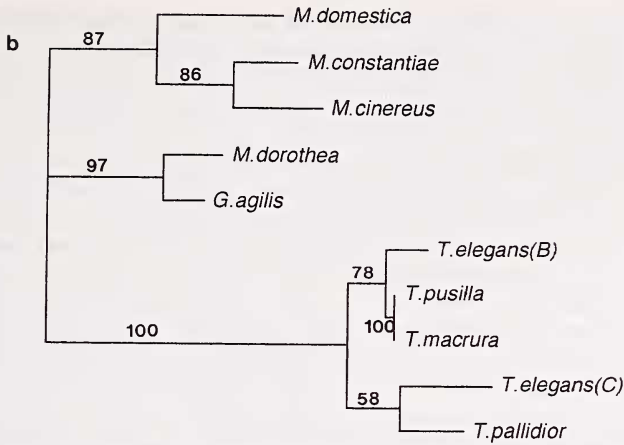 M.domestica
b
87
M.constantiae
86
M.cinereus
M.dorothea
97
G.agilis
T.elegans(B)
78
T.pusilla
100
100
T.macrura
T.elegans(C)
58
T.pallidior